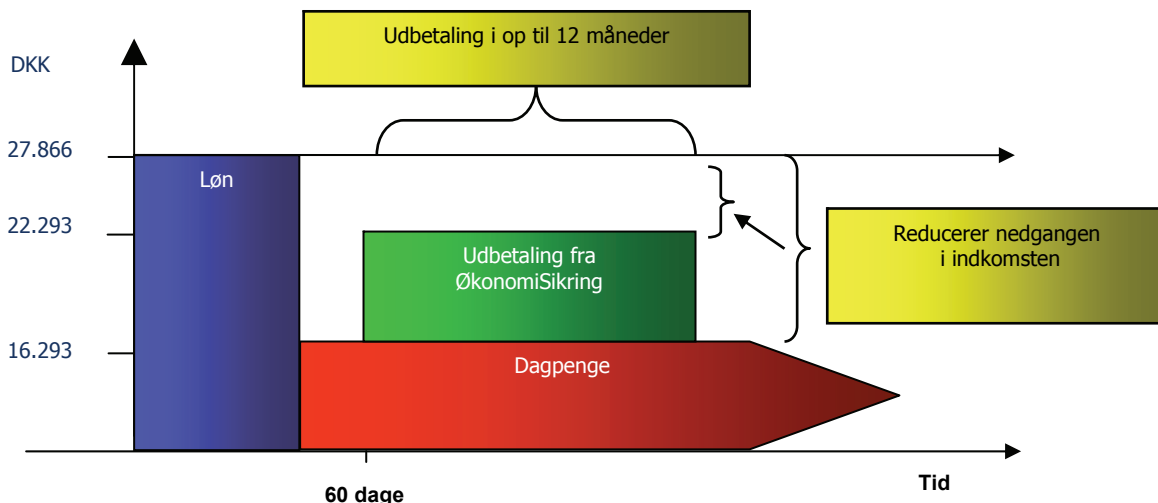 Udbetaling i op til 12 måneder
DKK
27.866
Løn
22.293
Udbetaling fra
ØkonomiSikring
Reducerer nedgangen
i indkomsten
16.293
Dagpenge
60 dage
Tid